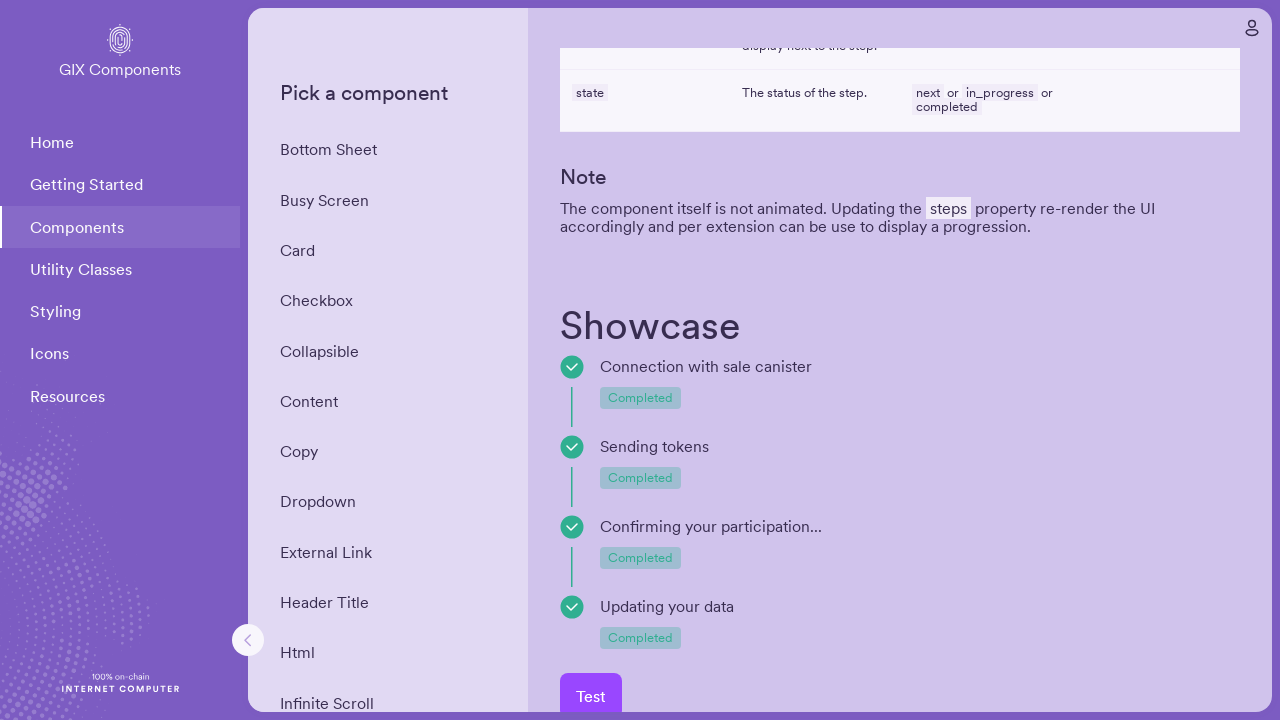 GIX Components
Home
Getting Started
Components
Utility Classes
Styling
Icons
Resources
100% on-chain
INTERNET COMPUTER
Pick a component
Bottom Sheet
Busy Screen
Card
Checkbox
Collapsible
Content
Copy
Dropdown
External Link
Header Title
Html
Infinite Scroll
display next to the step.
state The status of the step. next or in_progress or
completed
Note
The component itself is not animated. Updating the steps property re-render the UI
accordingly and per extension can be use to display a progression.
Showcase
Connection with sale canister
Completed
Sending tokens
Completed
Confirming your participation...
Completed
Updating your data
Completed
Test